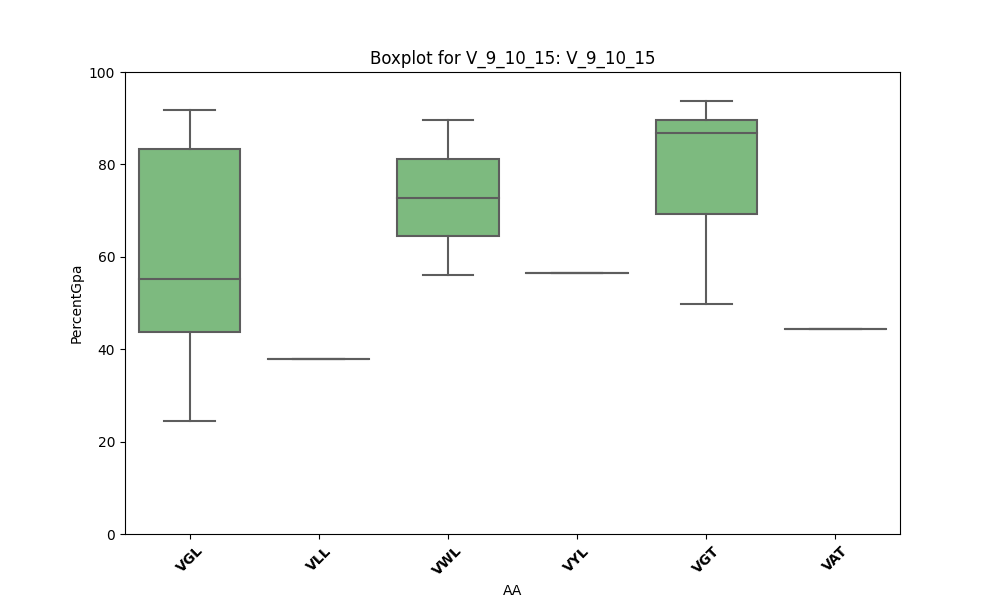 Boxplot for V_9_10_15: V_9_10_15
PercentGpa
100
80
60
40
20
0
VGL
VLL
VWL
VYL
VGT
VAT
AA